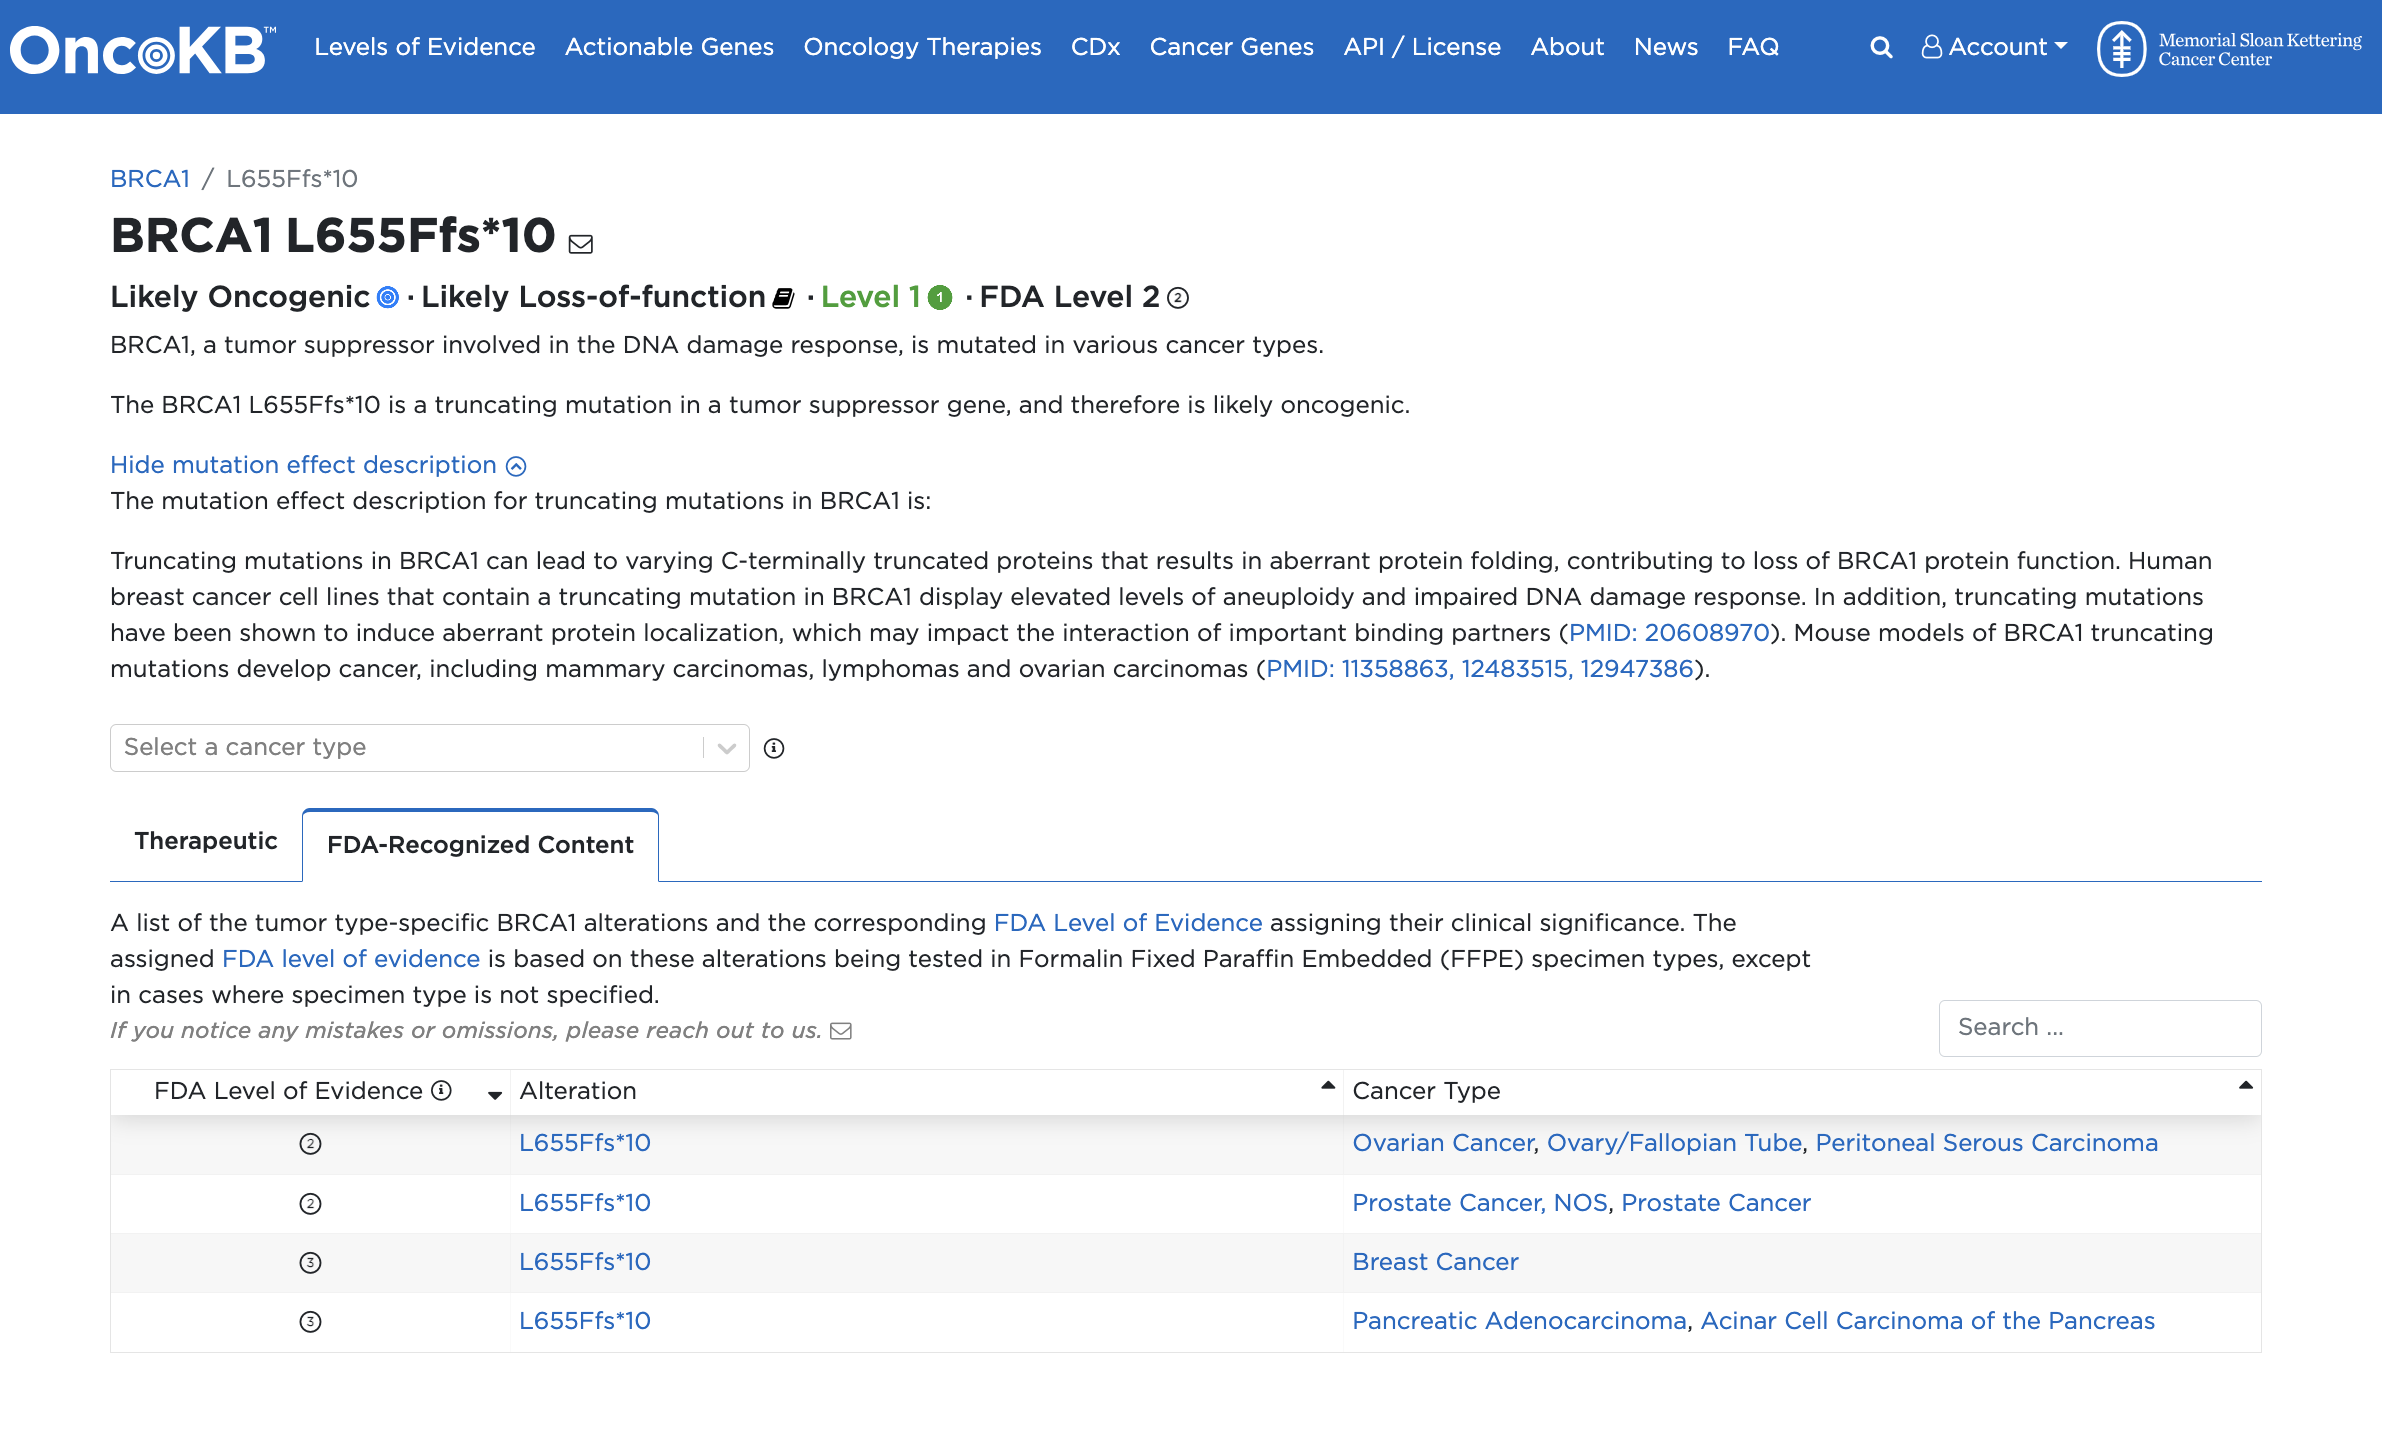 OncoKB™ Levels of Evidence Actionable Genes Oncology Therapies CDx Cancer Genes API / License About News FAQ Account Memorial Sloan Kettering
Cancer Center
BRCA1 / L655Ffs*10
BRCA1 L655Ffs*10
Likely Oncogenic · Likely Loss-of-function · Level 1 1 · FDA Level 2 2
BRCA1, a tumor suppressor involved in the DNA damage response, is mutated in various cancer types.
The BRCA1 L655Ffs*10 is a truncating mutation in a tumor suppressor gene, and therefore is likely oncogenic.
Hide mutation effect description
The mutation effect description for truncating mutations in BRCA1 is:
Truncating mutations in BRCA1 can lead to varying C-terminally truncated proteins that results in aberrant protein folding, contributing to loss of BRCA1 protein function. Human
breast cancer cell lines that contain a truncating mutation in BRCA1 display elevated levels of aneuploidy and impaired DNA damage response. In addition, truncating mutations
have been shown to induce aberrant protein localization, which may impact the interaction of important binding partners (PMID: 20608970). Mouse models of BRCA1 truncating
mutations develop cancer, including mammary carcinomas, lymphomas and ovarian carcinomas (PMID: 11358863, 12483515, 12947386).
Select a cancer type
Therapeutic FDA-Recognized Content
A list of the tumor type-specific BRCA1 alterations and the corresponding FDA Level of Evidence assigning their clinical significance. The
assigned FDA level of evidence is based on these alterations being tested in Formalin Fixed Paraffin Embedded (FFPE) specimen types, except
in cases where specimen type is not specified.
If you notice any mistakes or omissions, please reach out to us.
Search ...
FDA Level of Evidence Alteration Cancer Type
2 L655Ffs*10 Ovarian Cancer, Ovary/Fallopian Tube, Peritoneal Serous Carcinoma
2 L655Ffs*10 Prostate Cancer, NOS, Prostate Cancer
3 L655Ffs*10 Breast Cancer
3 L655Ffs*10 Pancreatic Adenocarcinoma, Acinar Cell Carcinoma of the Pancreas